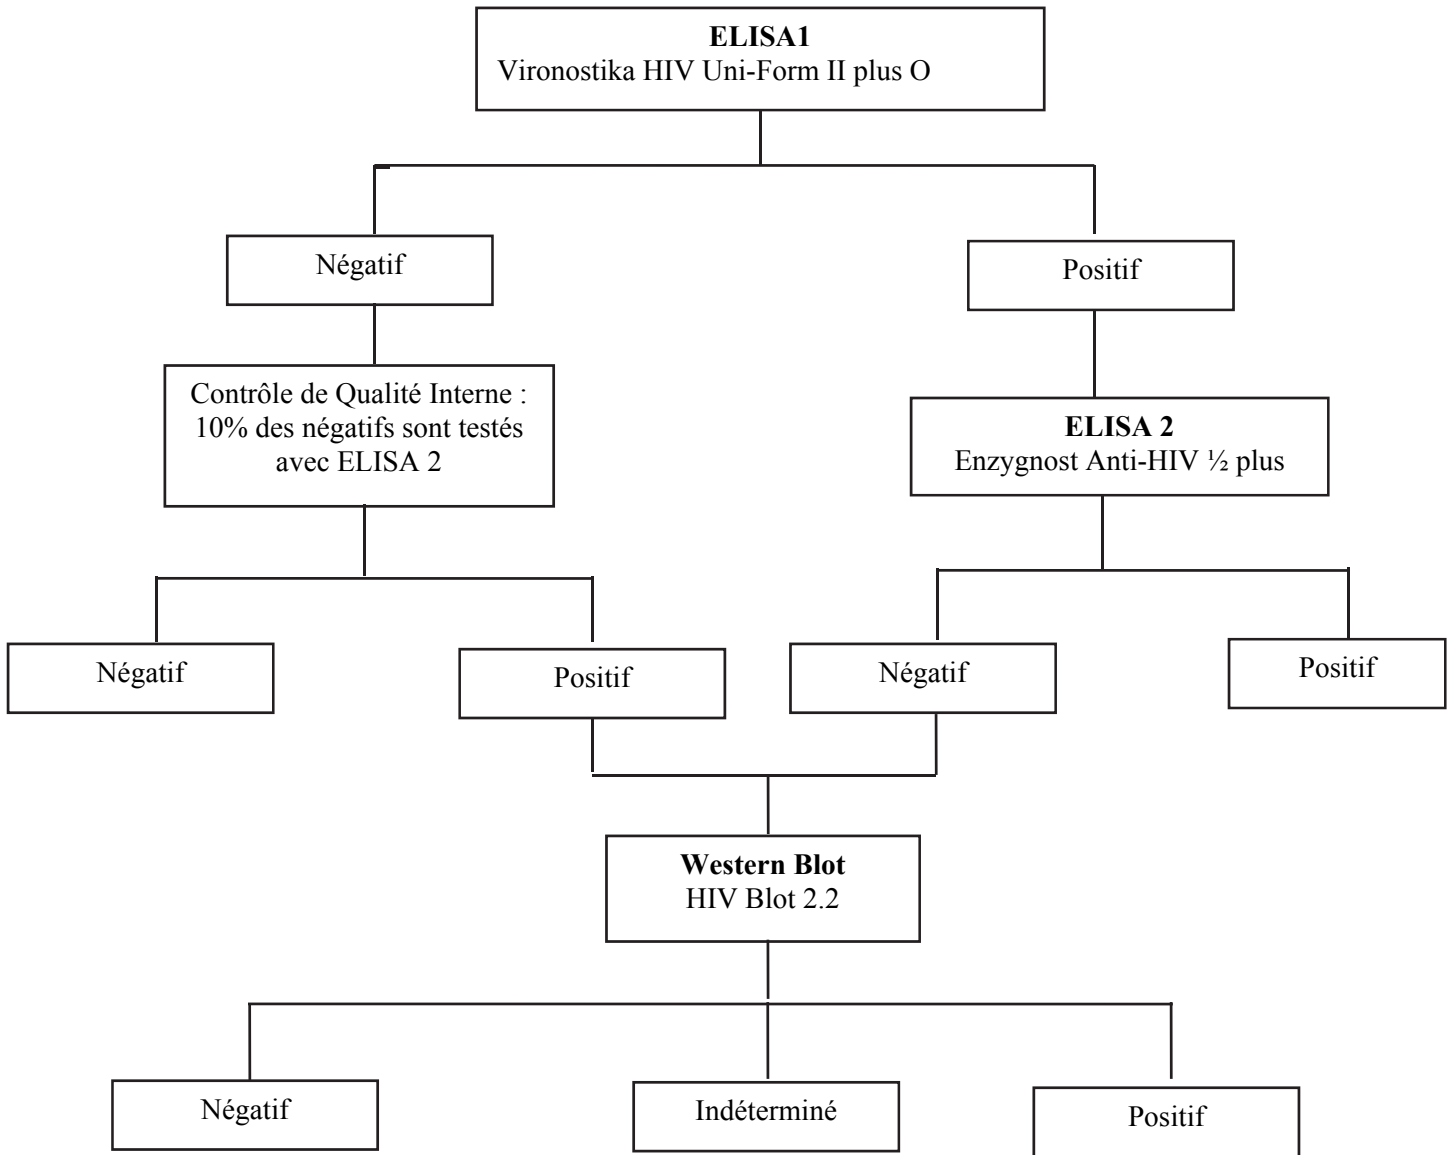 ELISA1
Vironostika HIV Uni-Form II plus O
Négatif
Positif
Contrôle de Qualité Interne :
10% des négatifs sont testés
avec ELISA 2
ELISA 2
Enzygnost Anti-HIV ½ plus
Négatif
Positif
Négatif
Positif
Western Blot
HIV Blot 2.2
Négatif
Indéterminé
Positif